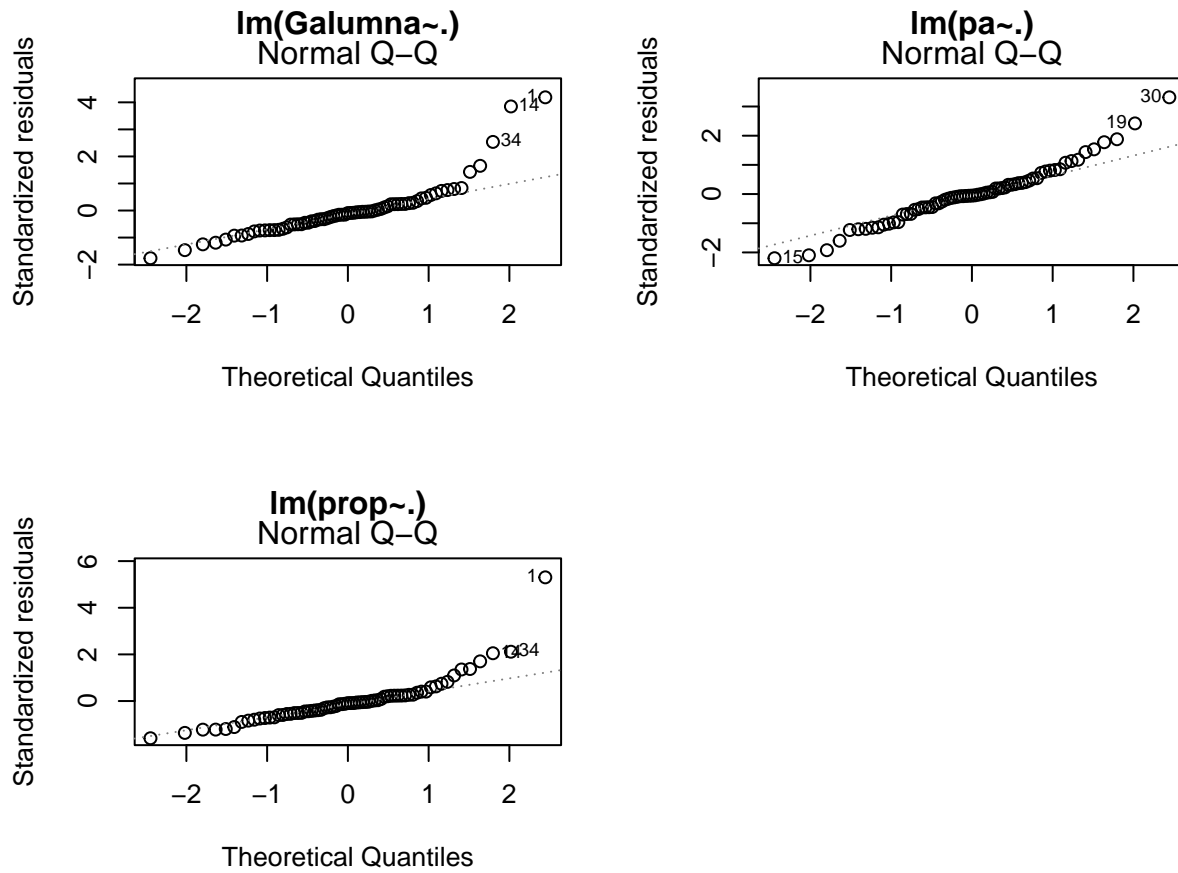 lm(Galumna~.)
Normal Q−Q
Standardized residuals
4
2
0
−2
1
14
34
−2 −1 0 1 2
Theoretical Quantiles
lm(pa~.)
Normal Q−Q
Standardized residuals
2
0
−2
30
19
15
−2 −1 0 1 2
Theoretical Quantiles
lm(prop~.)
Normal Q−Q
Standardized residuals
6
4
2
0
1
14
34
−2 −1 0 1 2
Theoretical Quantiles